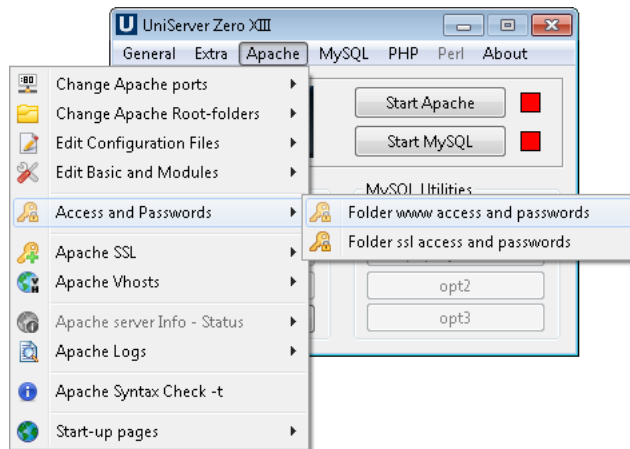 UniServer Zero XIII
General Extra Apache MySQL PHP Perl About
:80
Change Apache ports
Change Apache Root-folders
Edit Configuration Files
Edit Basic and Modules
Access and Passwords
Apache SSL
Apache Vhosts
Apache server Info - Status
Apache Logs
Apache Syntax Check -t
Start-up pages
Start Apache
Start MySQL
MySQL Utilities
Folder www access and passwords
Folder ssl access and passwords
opt2
opt3